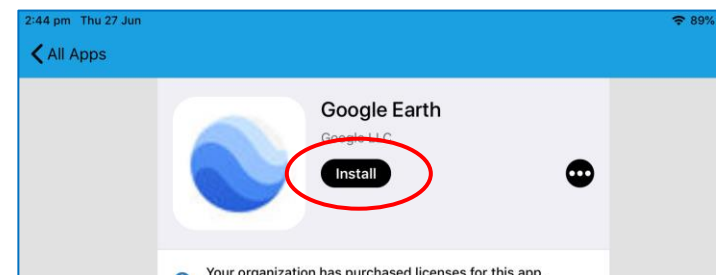 2:44 pm Thu 27 Jun 89%
All Apps
Google Earth
Google LLC
Install
Your organization has purchased licenses for this app...